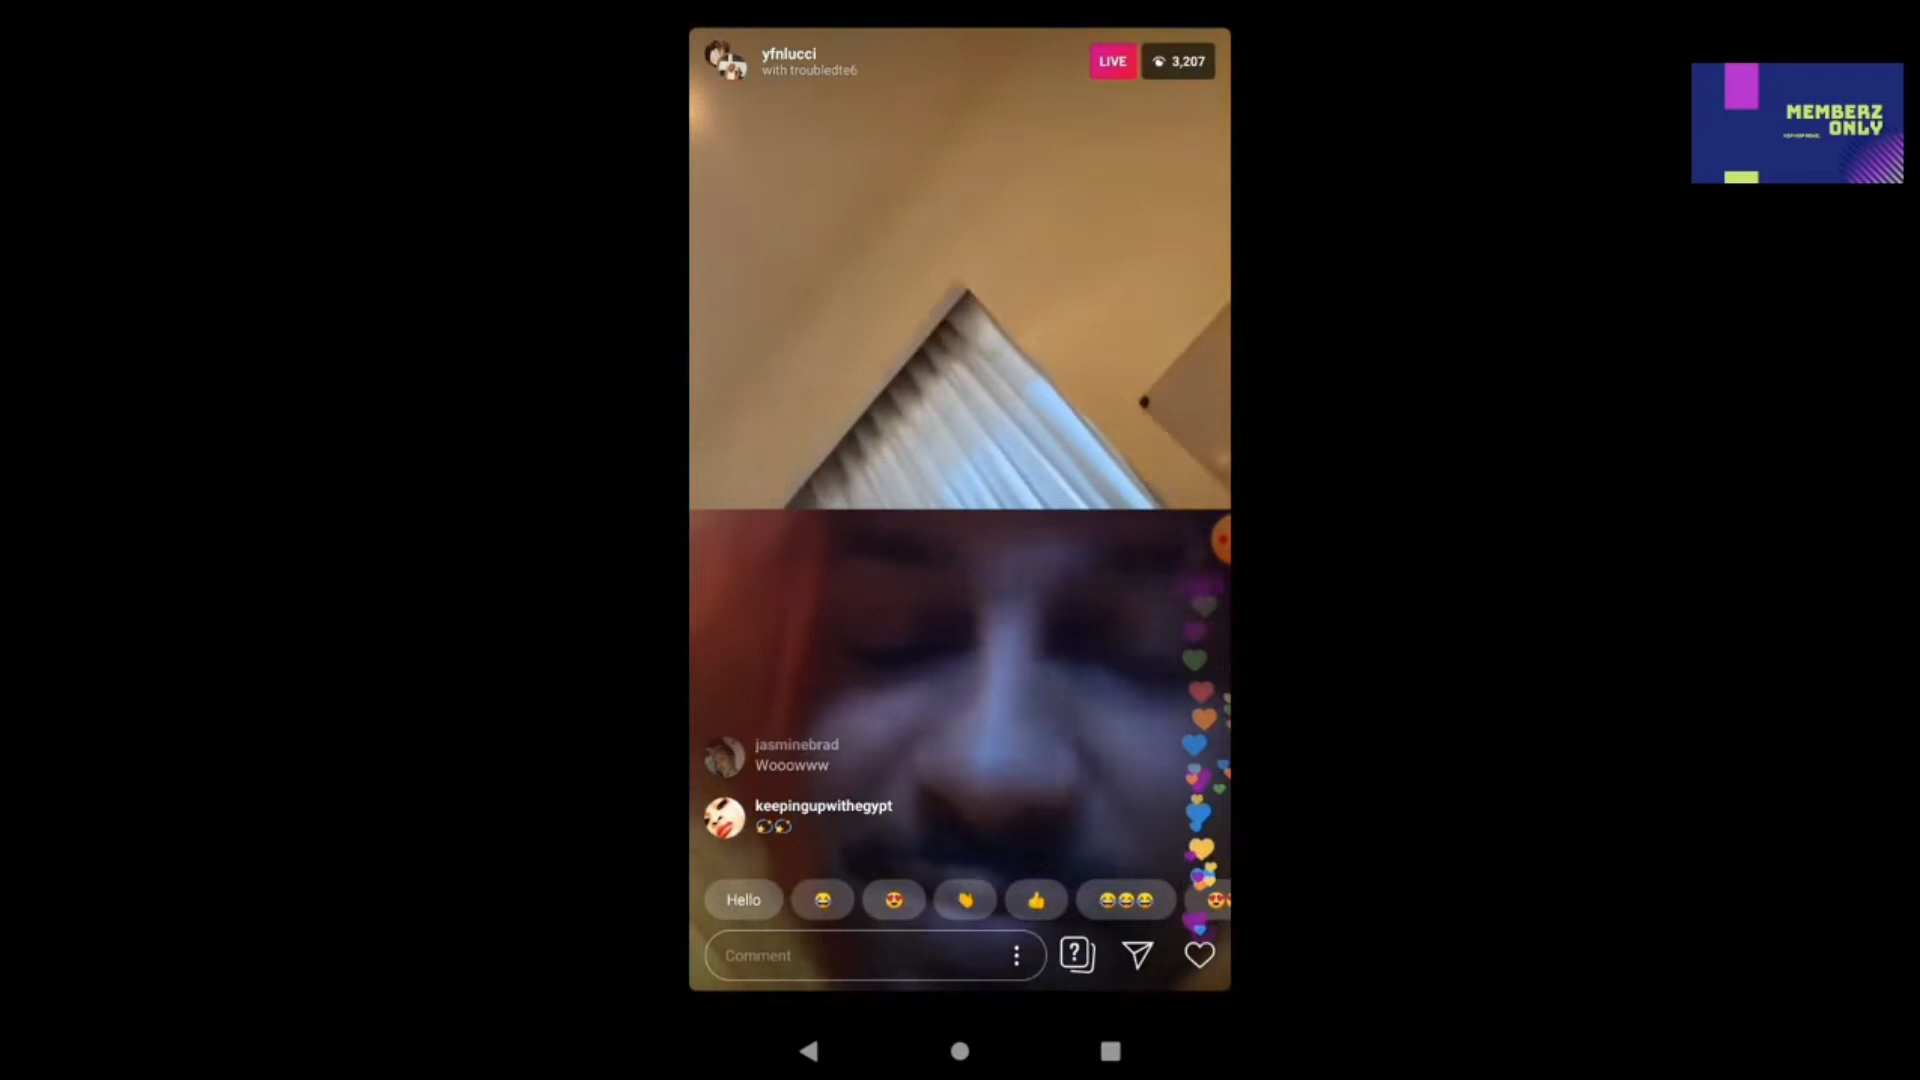 yfnlucci
with troubledte6
LIVE
3,207
MEMBERZ
ONLY
jasminebrad
Wooowww
keepingupwithegypt
💫💫
Hello
😂
😍
👏
👍
😂😂😂
Comment